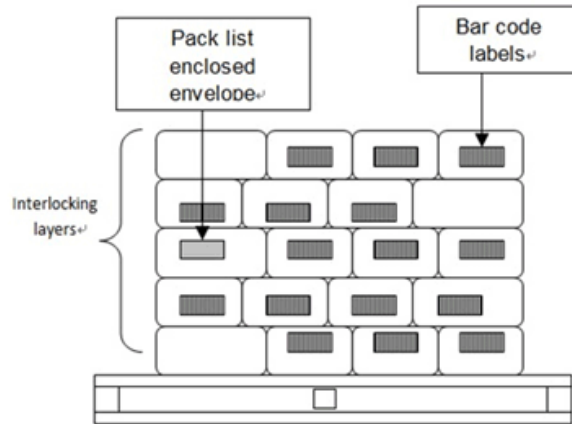 Pack list
enclosed
envelope↵
Bar code
labels↵
Interlocking
layers↵